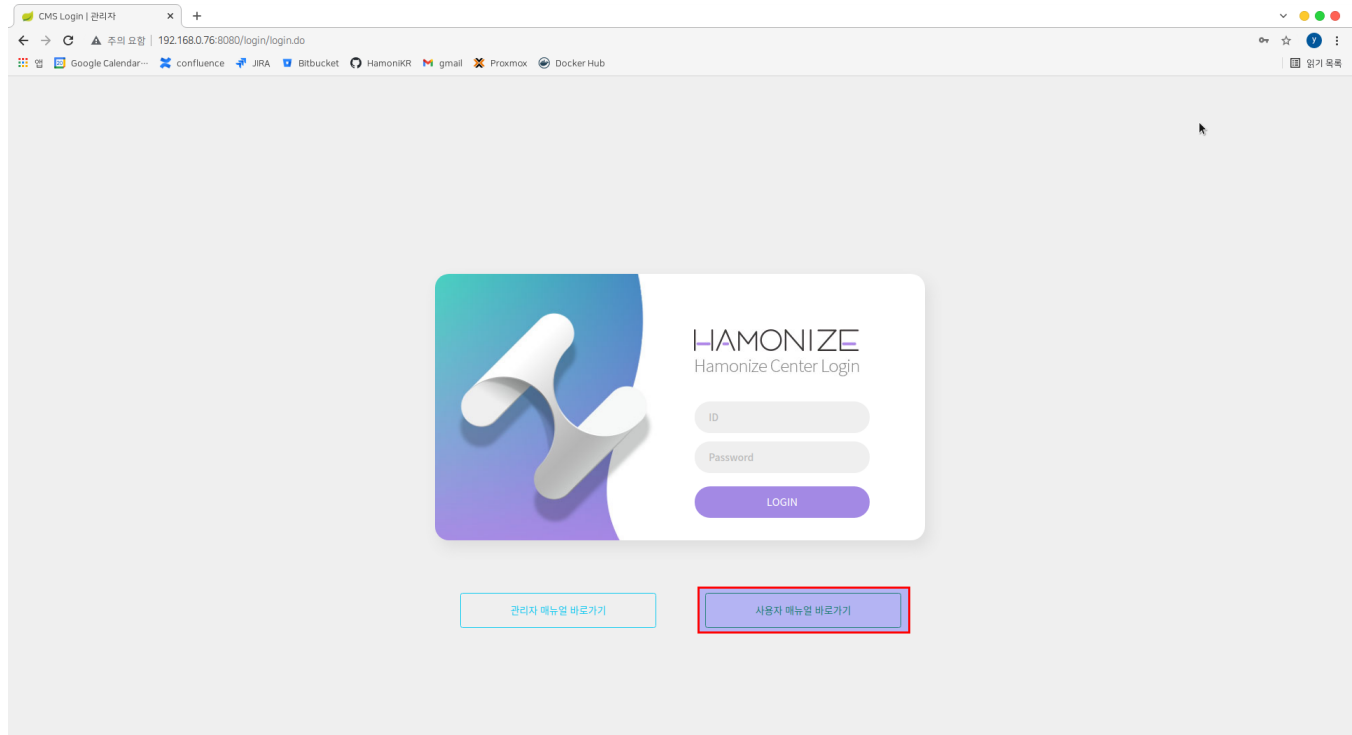 CMS Login | 관리자
주의 요함 | 192.168.0.76:8080/login/login.do
앱 Google Calendar··· confluence JIRA Bitbucket HamoniKR gmail Proxmox Docker Hub 읽기 목록
HAMONIZE
Hamonize Center Login
ID
Password
LOGIN
관리자 매뉴얼 바로가기 사용자 매뉴얼 바로가기